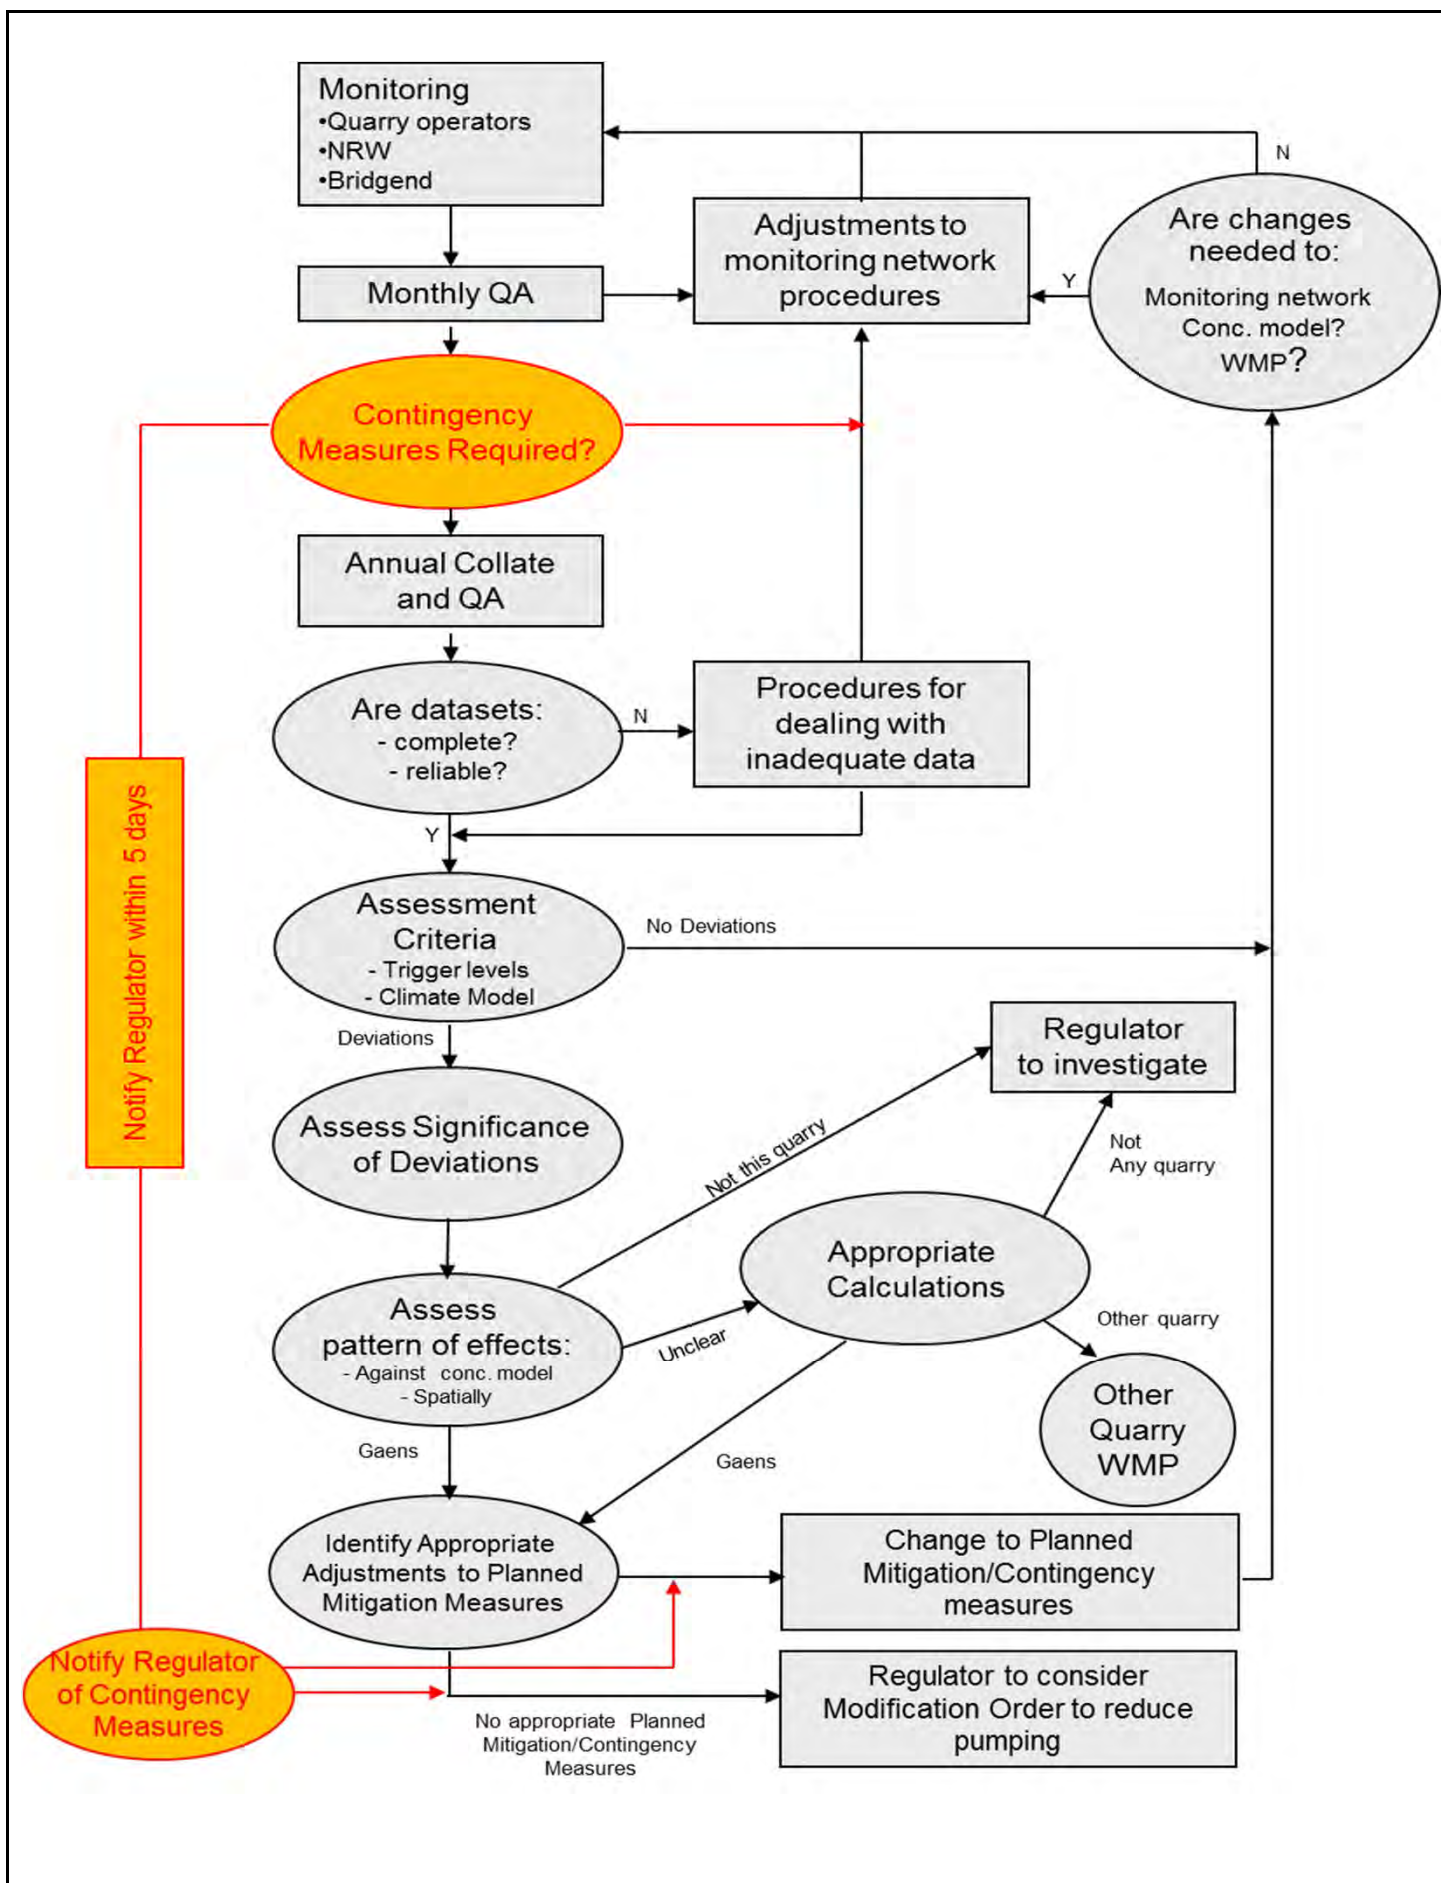 Monitoring
•Quarry operators
•NRW
•Bridgend
N
Adjustments to
monitoring network
procedures
Are changes
needed to:
Monitoring network
Conc. model?
WMP?
Y
Monthly QA
Contingency
Measures Required?
Annual Collate
and QA
Are datasets:
- complete?
- reliable?
N
Procedures for
dealing with
inadequate data
Y
Notify Regulator within 5 days
Assessment
Criteria
- Trigger levels
- Climate Model
No Deviations
Deviations
Regulator
to investigate
Assess Significance
of Deviations
Not this quarry
Not
Any quarry
Appropriate
Calculations
Assess
pattern of effects:
- Against conc. model
- Spatially
Unclear
Other quarry
Other
Quarry
WMP
Gaens
Gaens
Identify Appropriate
Adjustments to Planned
Mitigation Measures
Change to Planned
Mitigation/Contingency
measures
Notify Regulator
of Contingency
Measures
Regulator to consider
Modification Order to reduce
pumping
No appropriate Planned
Mitigation/Contingency
Measures